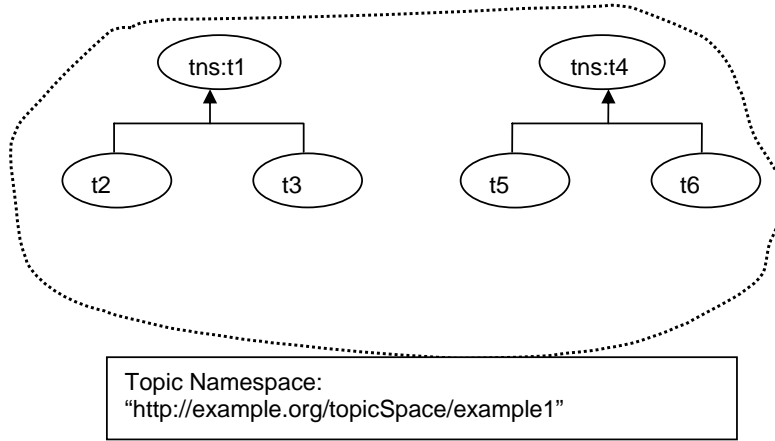 tns:t1
tns:t4
t2
t3
t5
t6
Topic Namespace:
“http://example.org/topicSpace/example1”